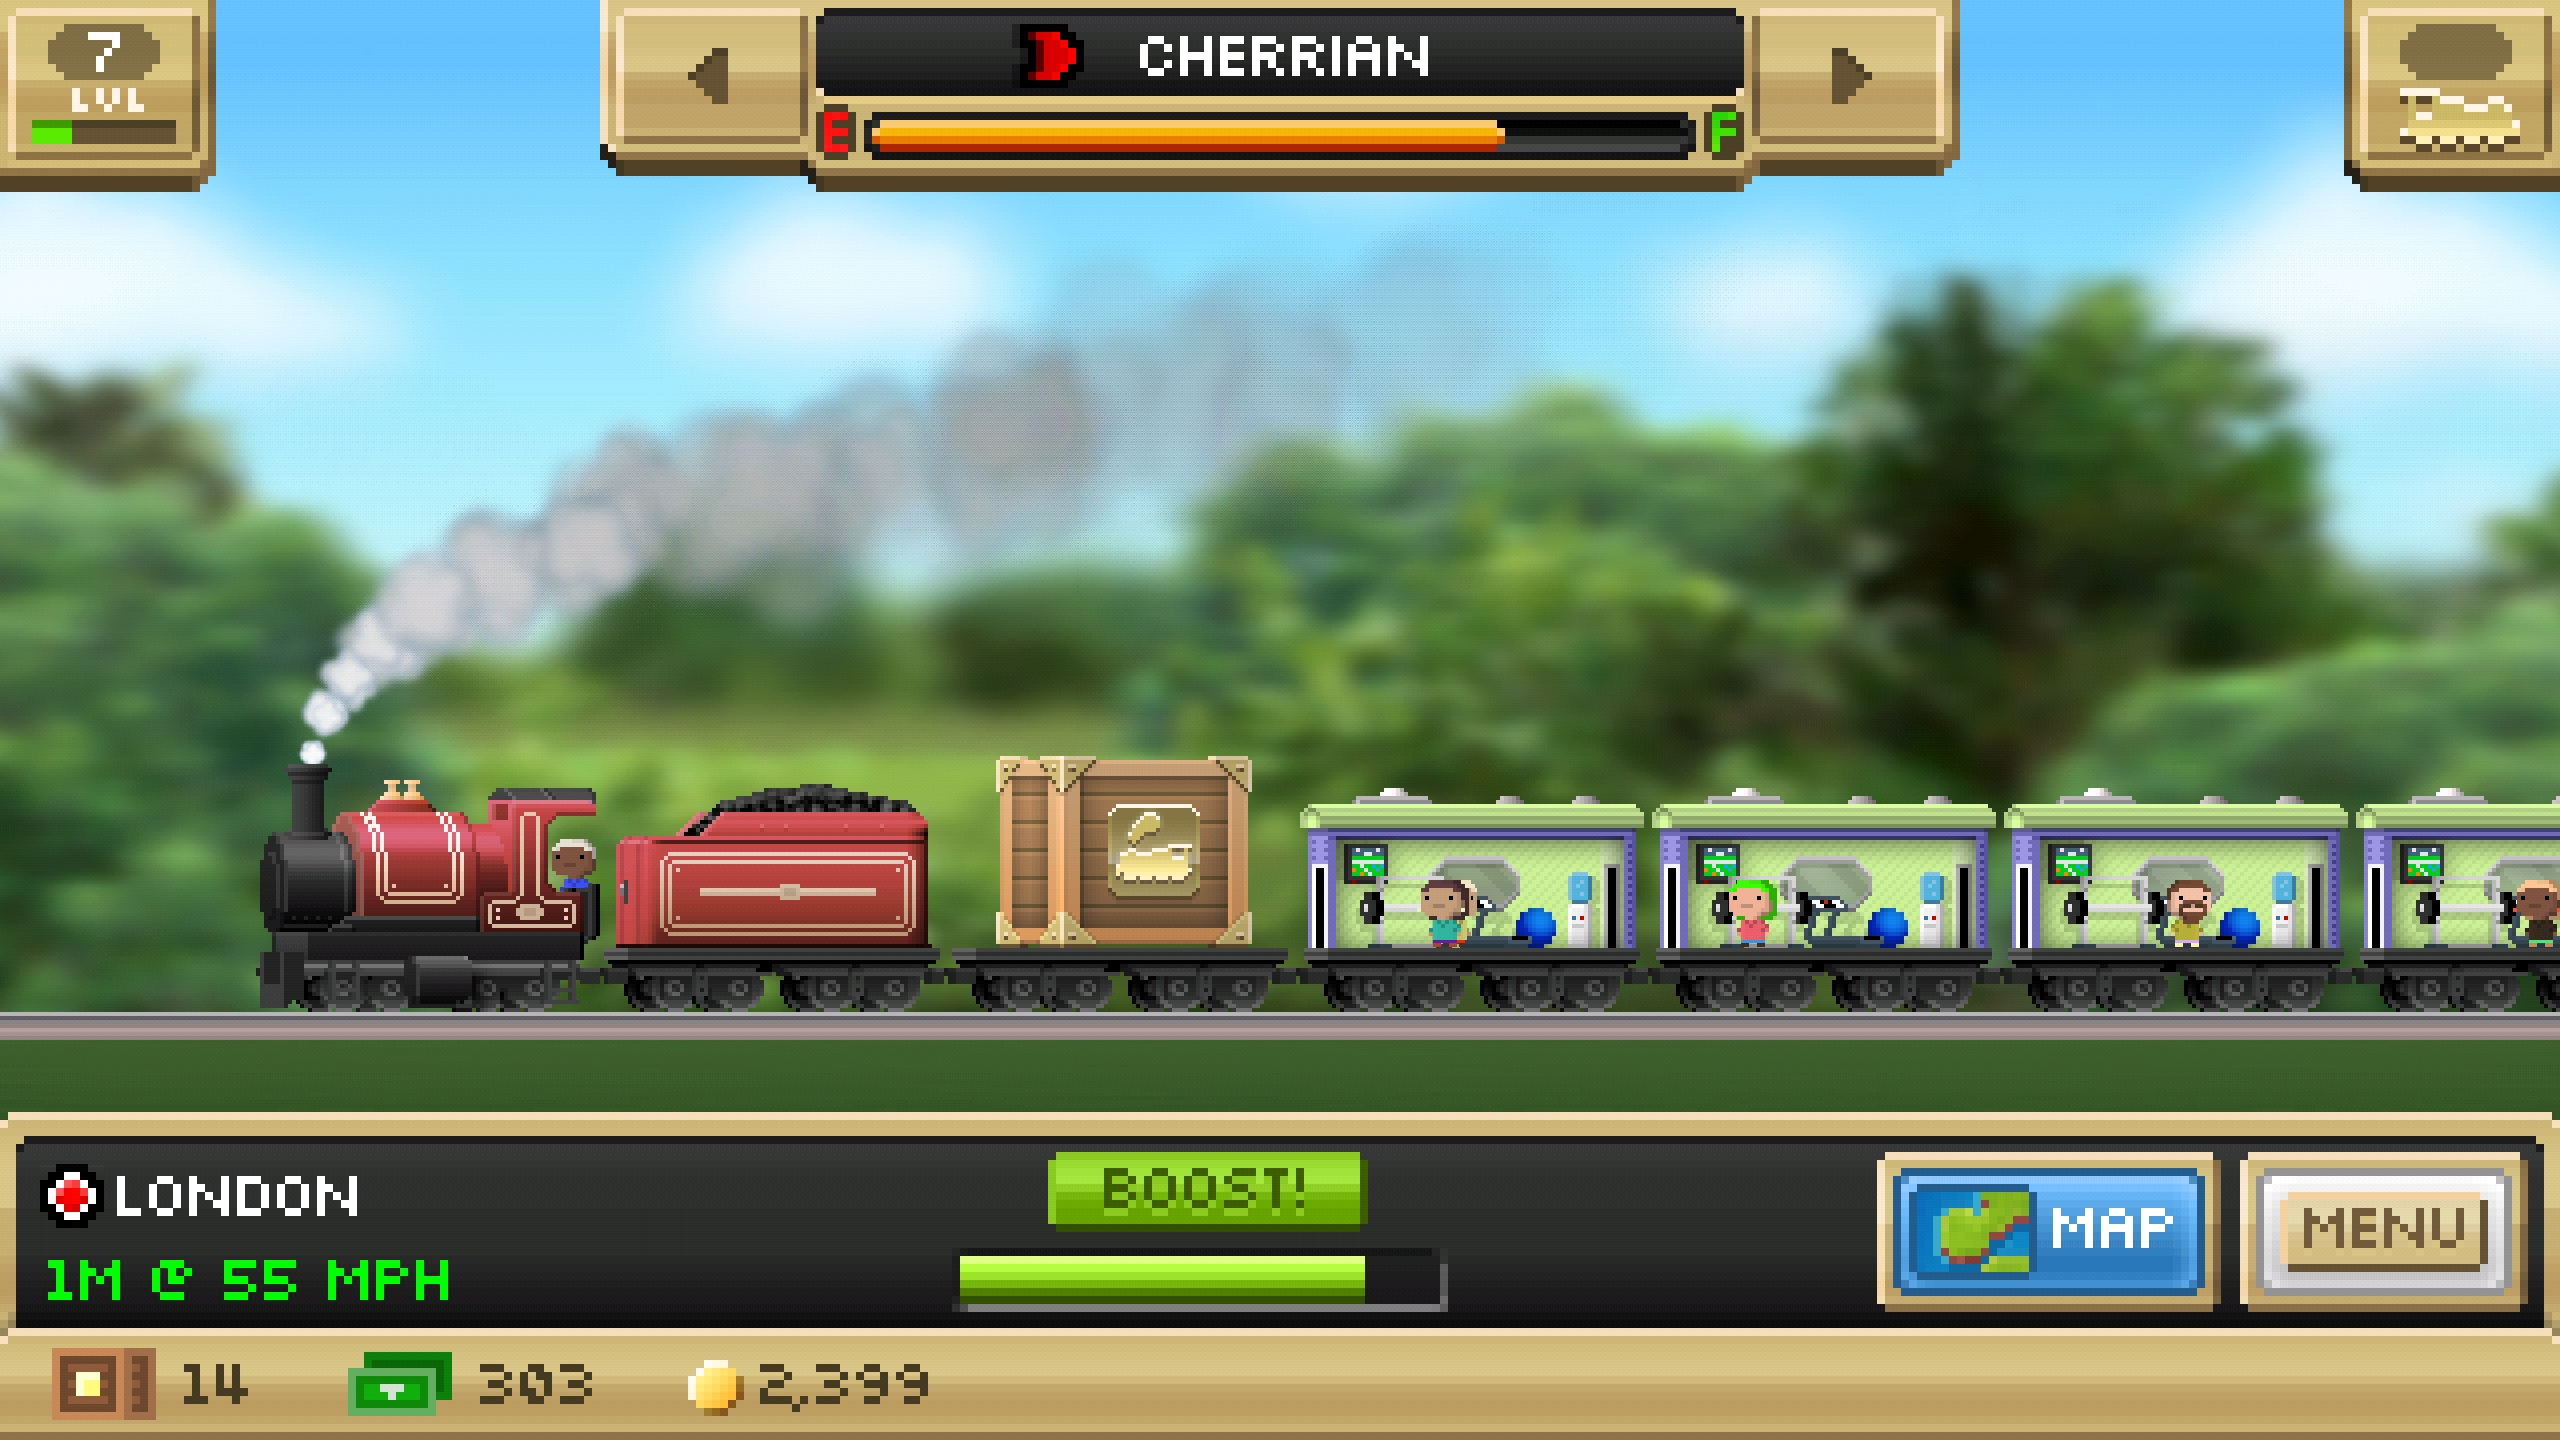 7
LVL
CHERRIAN
E F
LONDON
1M @ 55 MPH
BOOST!
MAP
MENU
14
303
2,399